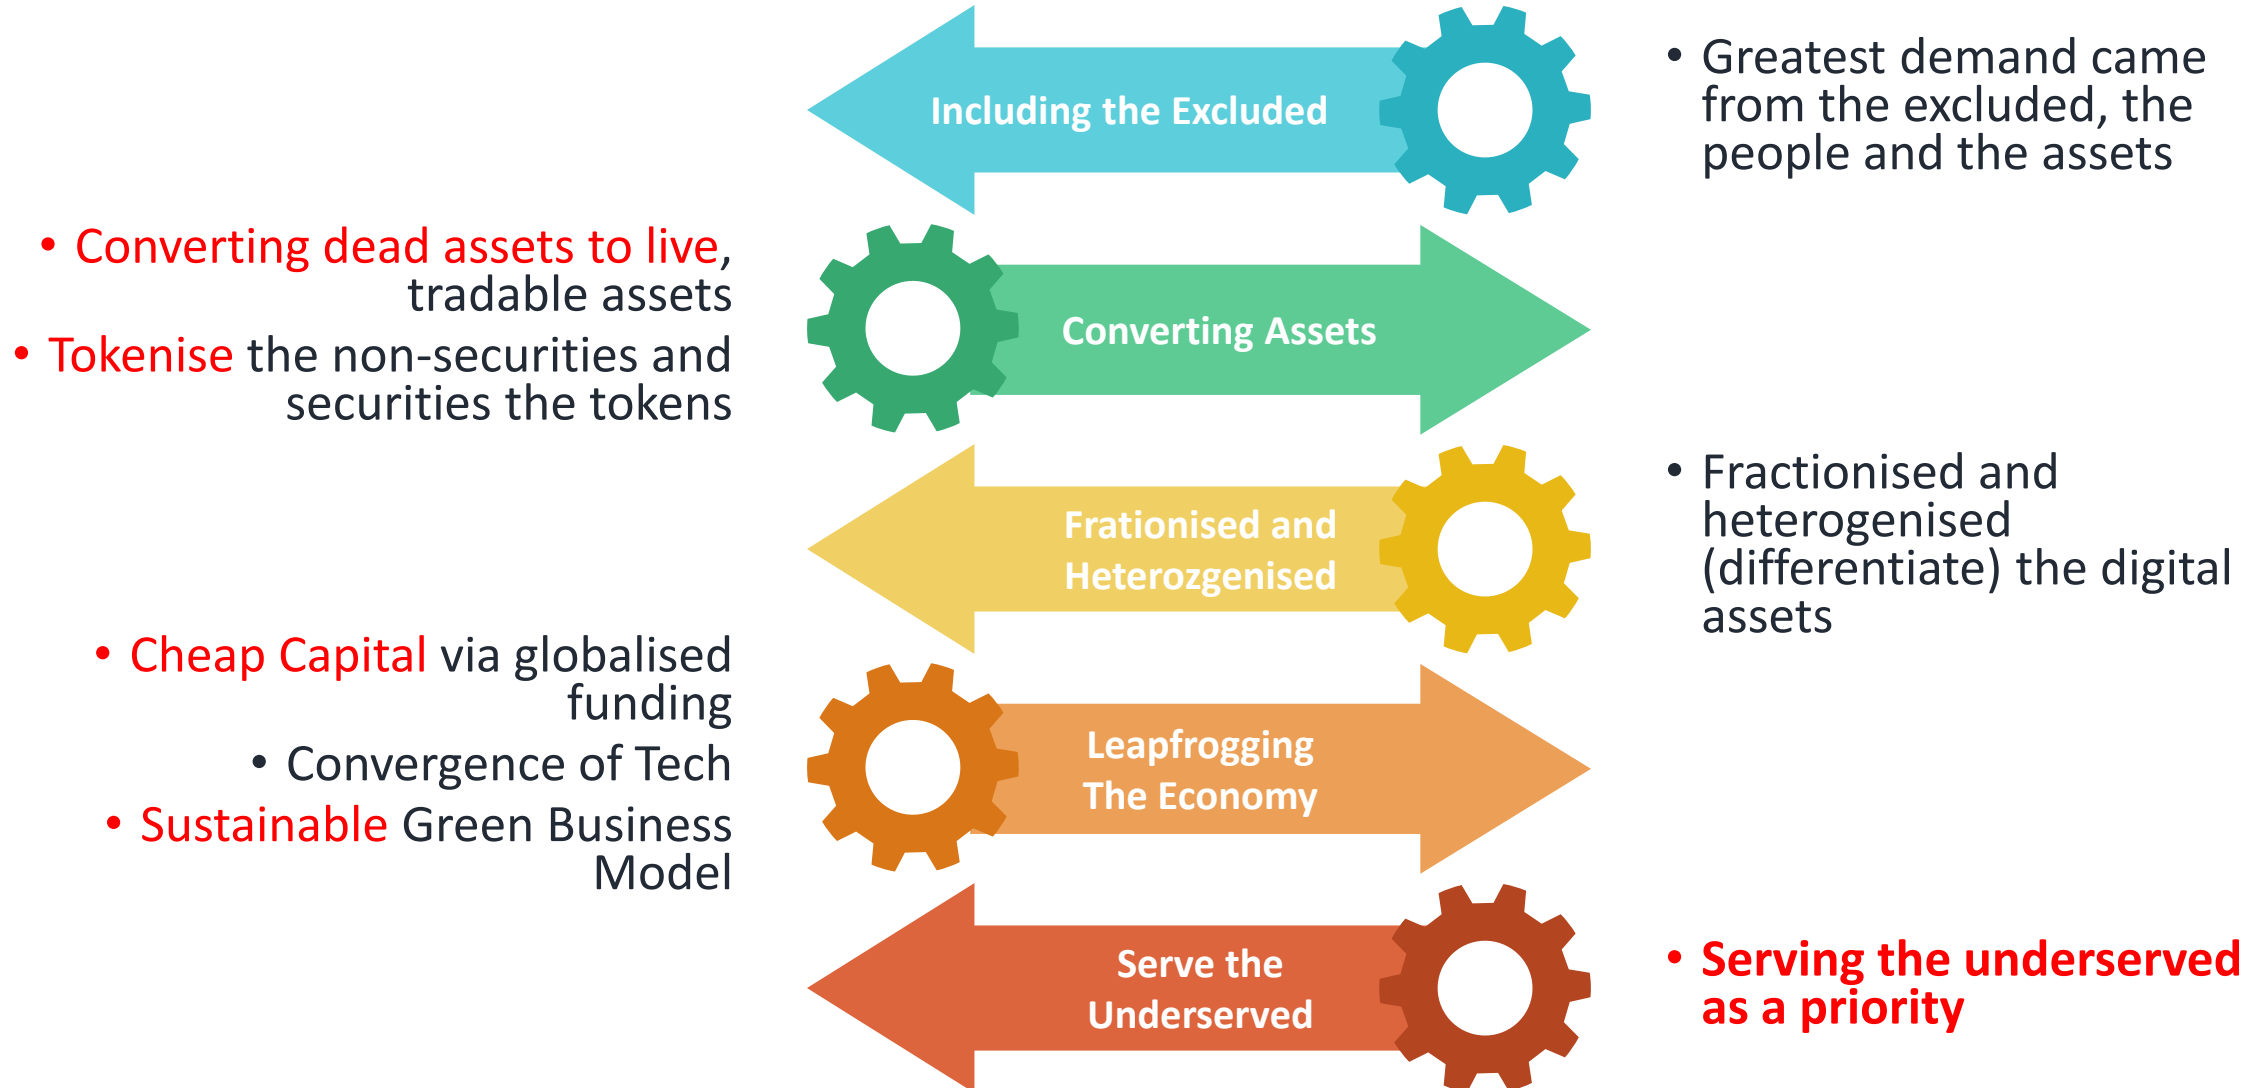 Including the Excluded
• Greatest demand came
from the excluded, the
people and the assets
• Converting dead assets to live,
tradable assets
• Tokenise the non-securities and
securities the tokens
Converting Assets
Frationised and
Heterozgenised
• Fractionised and
heterogenised
(differentiate) the digital
assets
• Cheap Capital via globalised
funding
• Convergence of Tech
• Sustainable Green Business
Model
Leapfrogging
The Economy
Serve the
Underserved
• Serving the underserved
as a priority